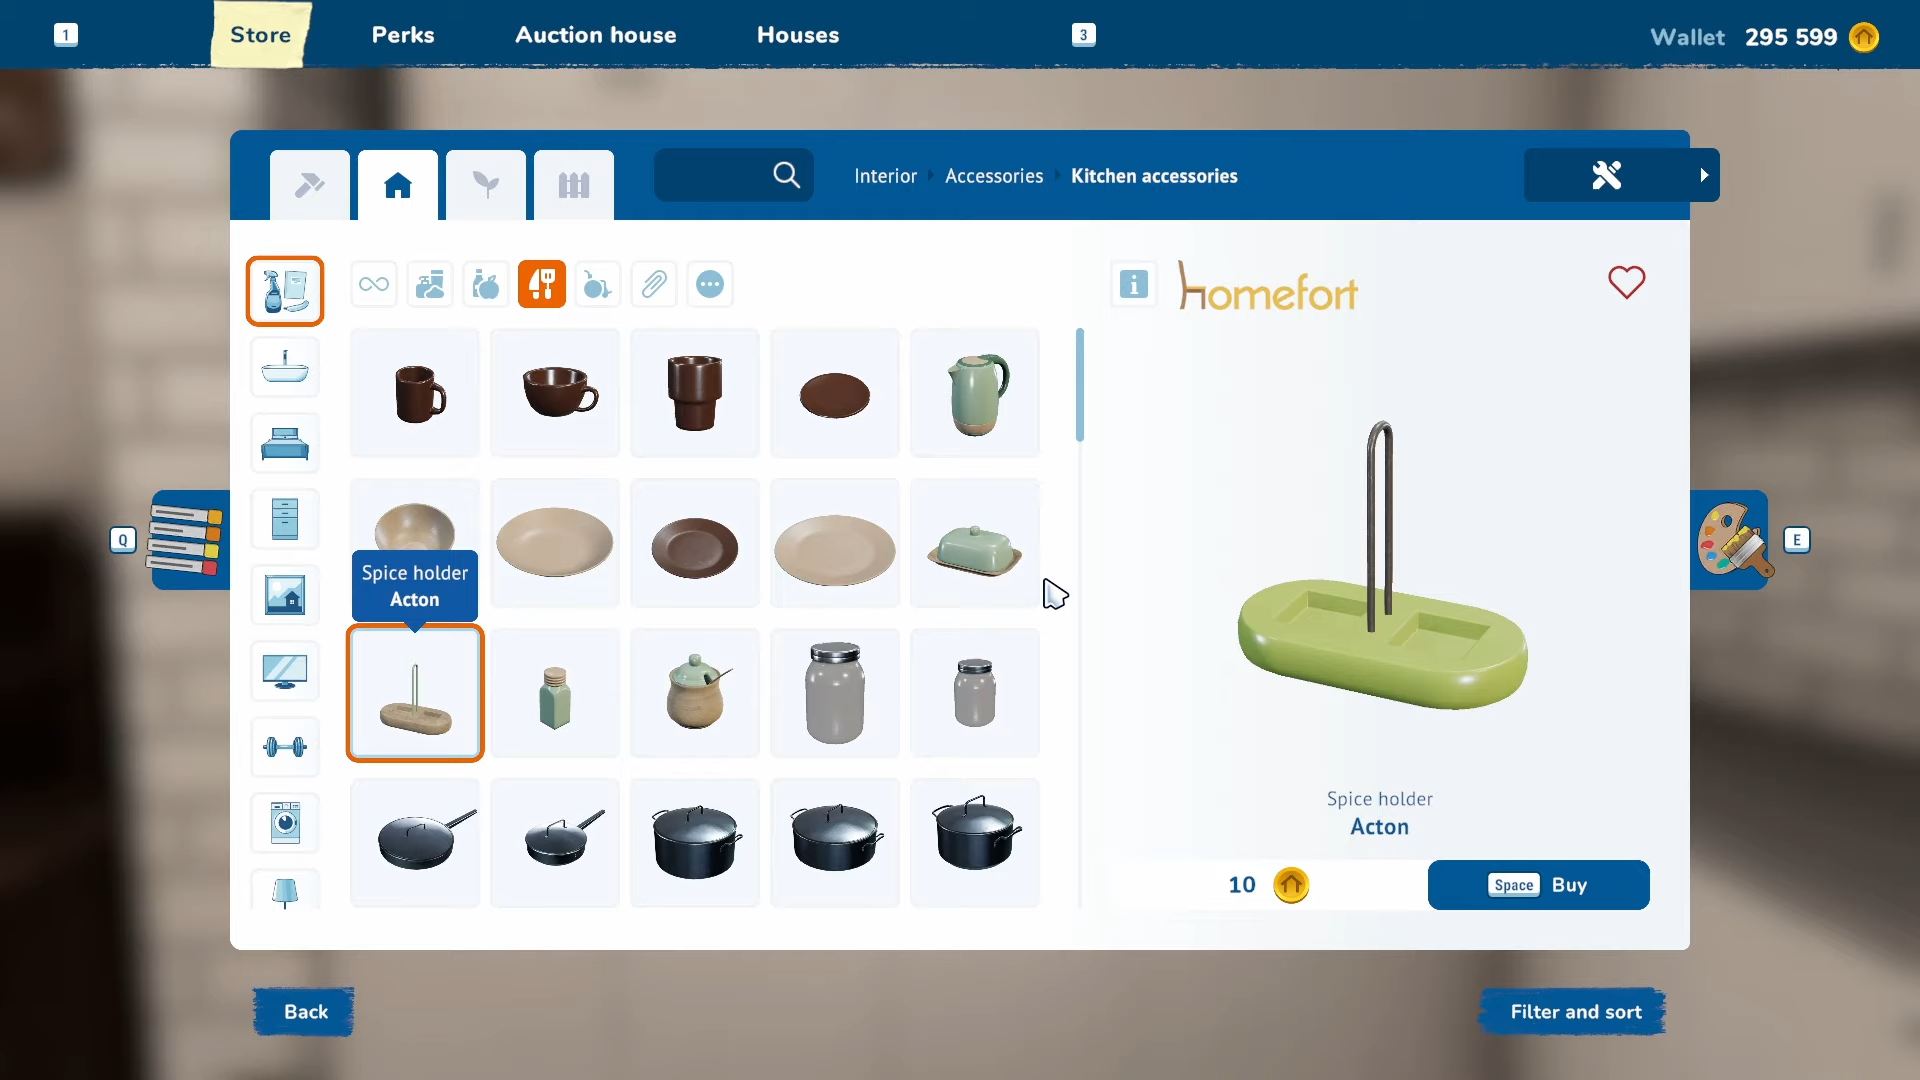 1
Store
Perks
Auction house
Houses
3
Wallet 295 599
Interior
Accessories
Kitchen accessories
homefort
Q
E
Spice holder
Acton
Spice holder
Acton
10
Space Buy
Back
Filter and sort